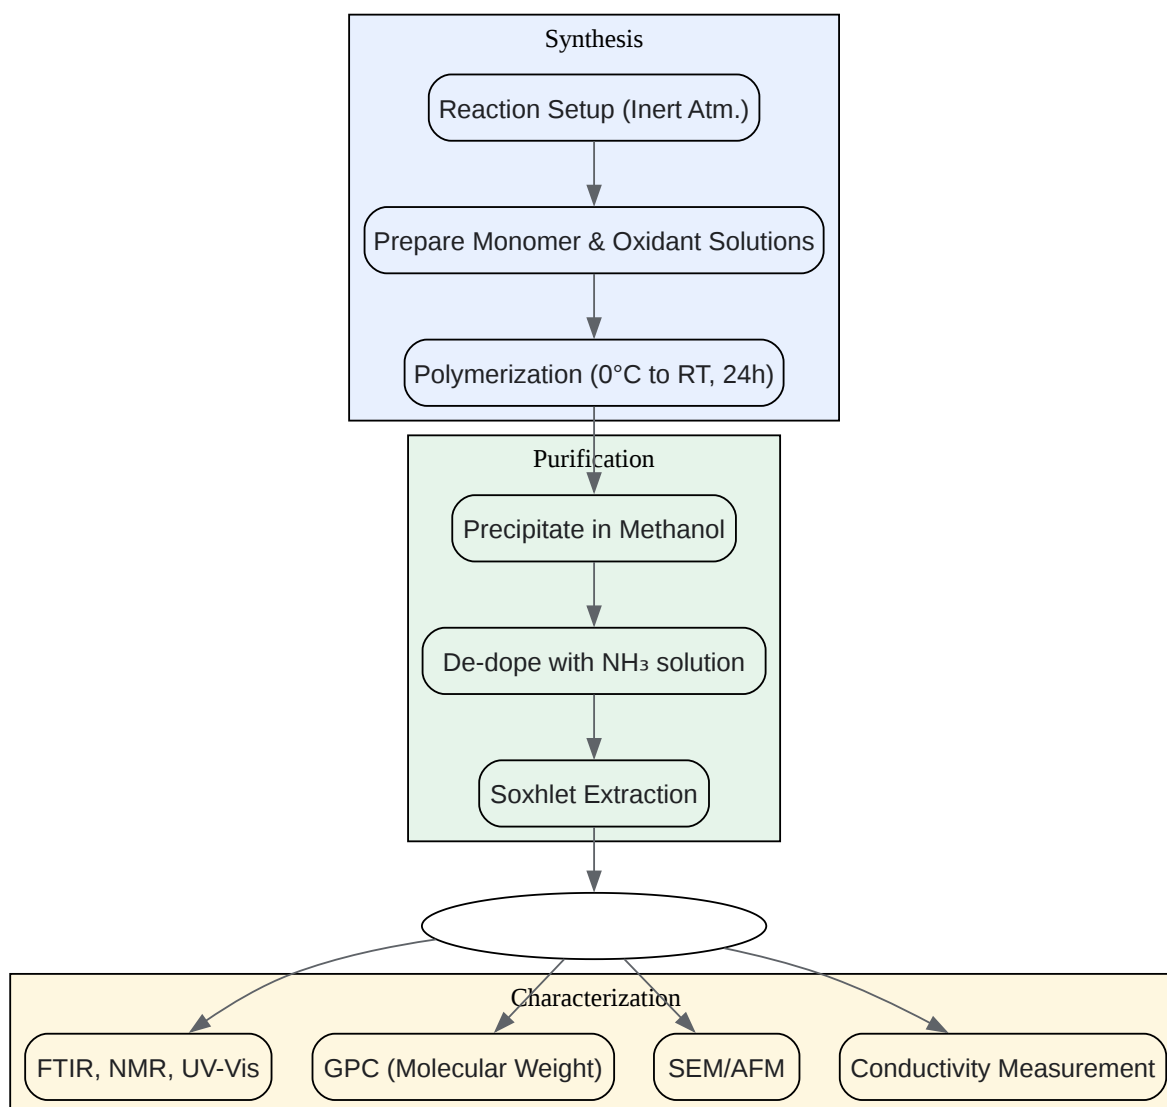 Synthesis
Reaction Setup (Inert Atm.)
Prepare Monomer & Oxidant Solutions
Polymerization (0°C to RT, 24h)
Purification
Precipitate in Methanol
De-dope with NH₃ solution
Soxhlet Extraction
Characterization
FTIR, NMR, UV-Vis
GPC (Molecular Weight)
SEM/AFM
Conductivity Measurement